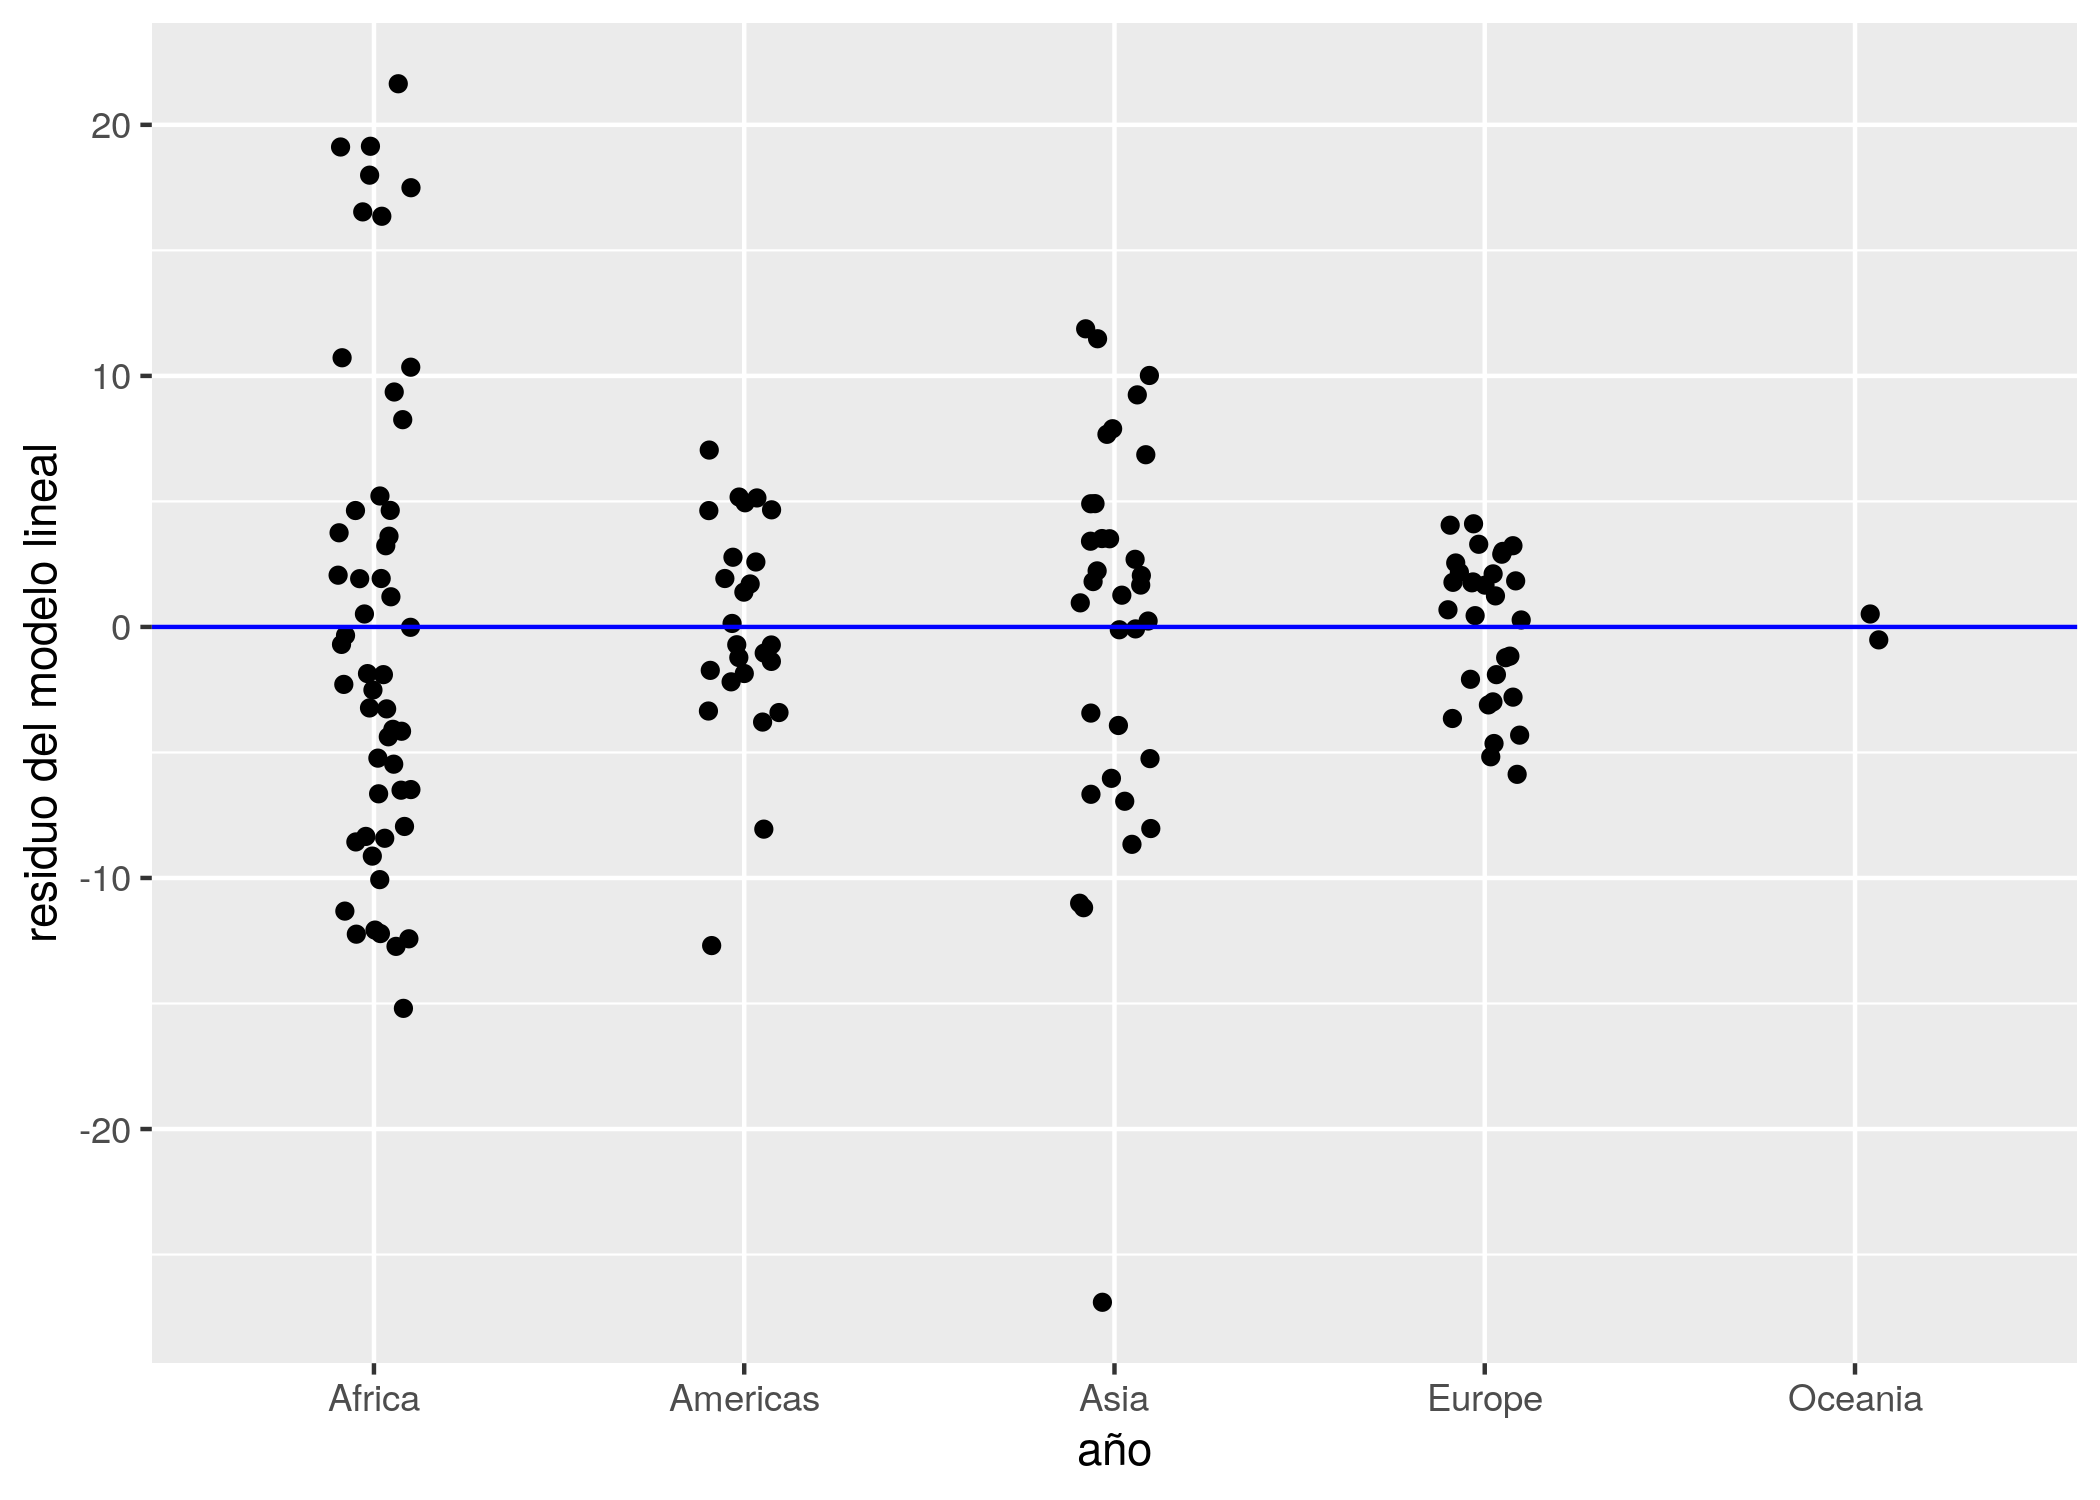 residuo del modelo lineal
20
10
0
-10
-20
Africa
Americas
Asia
Europe
Oceania
año